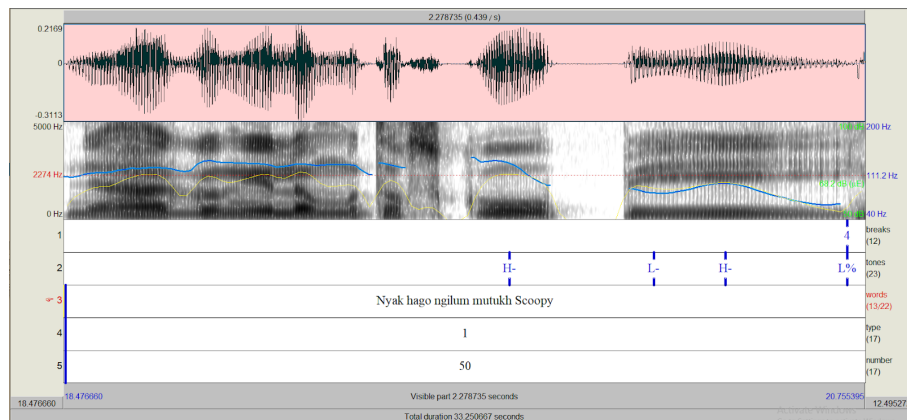 2.278735 (0.439 / s)
0.2169
0
-0.3113
5000 Hz 200 Hz
2274 Hz 111.2 Hz
0 Hz 40 Hz
1 4 breaks
(12)
2 H- L- H- L% tones
(23)
3 Nyak hago ngilum mutukh Scoopy words
(13/22)
4 1 type
(17)
5 50 number
(17)
18.476660 Visible part 2.278735 seconds 20.755395
18.476660 12.49527
Total duration 33.250667 seconds